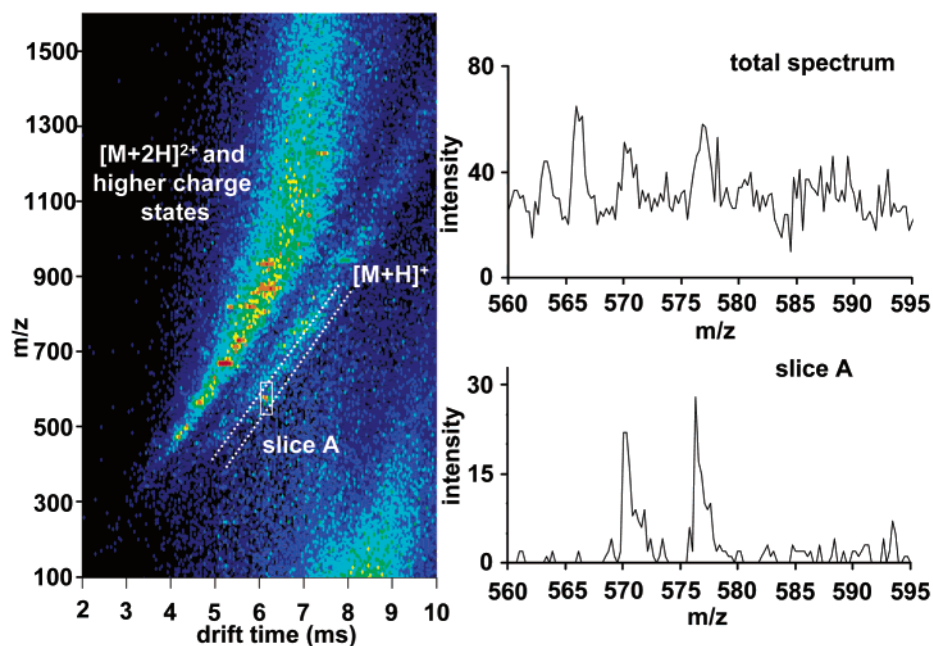 1500
1300
1100
900
700
500
300
100
m/z
[M+2H]²⁺ and
higher charge
states
[M+H]⁺
slice A
2 3 4 5 6 7 8 9 10
drift time (ms)
total spectrum
80
40
0
intensity
560 565 570 575 580 585 590 595
m/z
slice A
30
15
0
intensity
560 565 570 575 580 585 590 595
m/z